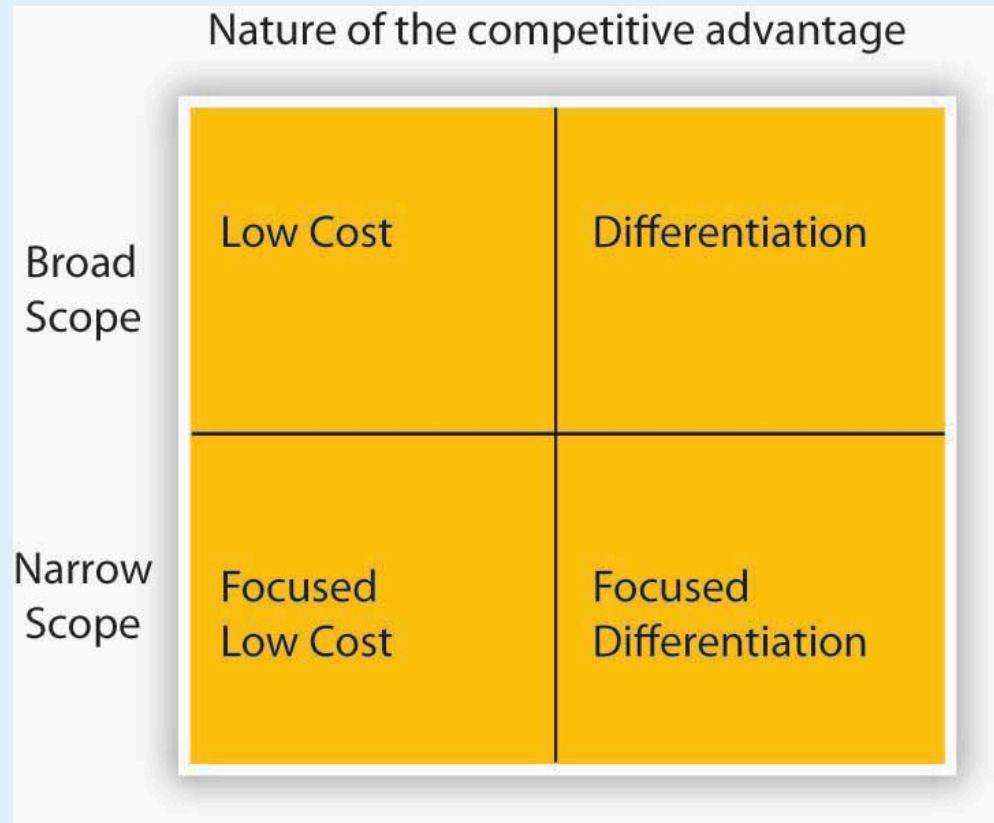 Nature of the competitive advantage
Broad
Scope
Low Cost
Differentiation
Narrow
Scope
Focused
Low Cost
Focused
Differentiation